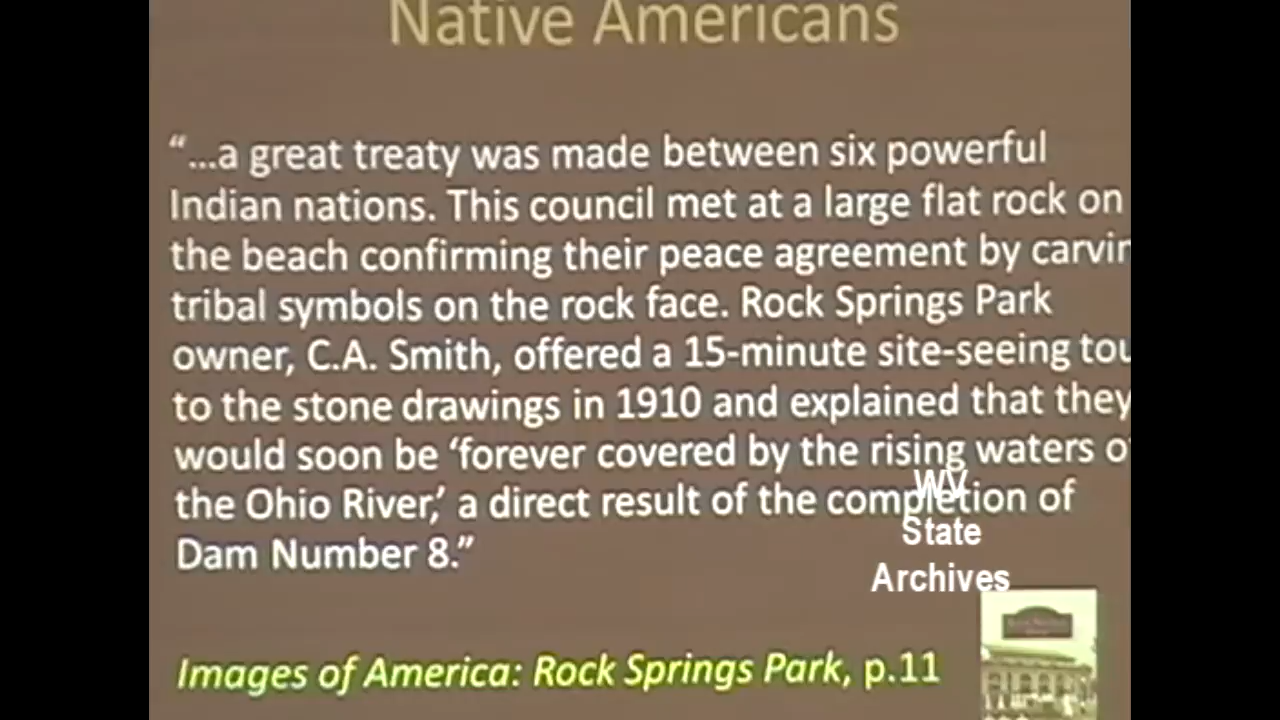 Native Americans
“...a great treaty was made between six powerful
Indian nations. This council met at a large flat rock on
the beach confirming their peace agreement by carvin
tribal symbols on the rock face. Rock Springs Park
owner, C.A. Smith, offered a 15-minute site-seeing tou
to the stone drawings in 1910 and explained that they
would soon be ‘forever covered by the rising waters o
the Ohio River,’ a direct result of the completion of
Dam Number 8.”
WV
State
Archives
Images of America: Rock Springs Park, p.11